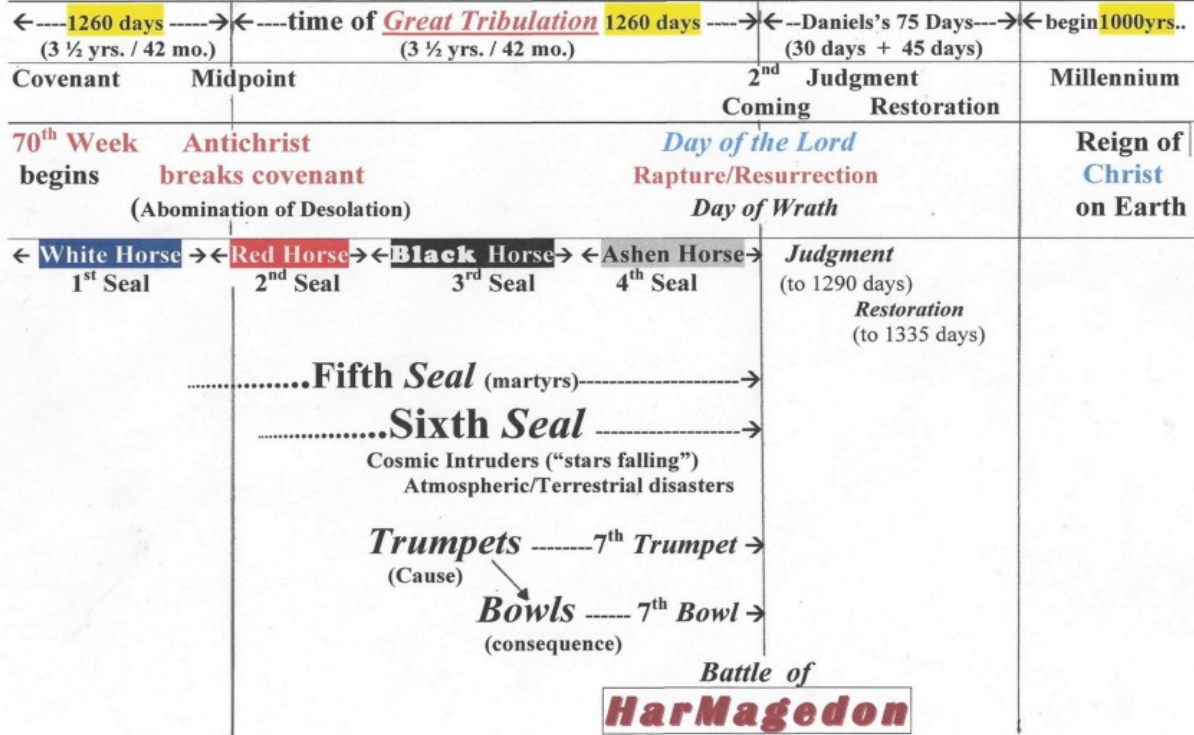 ←-----1260 days-----→←----time of Great Tribulation 1260 days ----→←--Daniels's 75 Days---→←begin1000yrs..
(3 ½ yrs. / 42 mo.) (3 ½ yrs. / 42 mo.) (30 days + 45 days)
Covenant Midpoint 2nd Judgment Millennium
Coming Restoration
70th Week Antichrist Day of the Lord Reign of
begins breaks covenant Rapture/Resurrection Christ
(Abomination of Desolation) Day of Wrath on Earth
← White Horse →← Red Horse →← Black Horse → ← Ashen Horse → Judgment
1st Seal 2nd Seal 3rd Seal 4th Seal (to 1290 days)
Restoration
(to 1335 days)
...............Fifth Seal (martyrs)------------------→
...............Sixth Seal ----------------→
Cosmic Intruders (“stars falling”)
Atmospheric/Terrestrial disasters
Trumpets --------7th Trumpet →
(Cause)
Bowls ------ 7th Bowl →
(consequence)
Battle of
HarMagedon